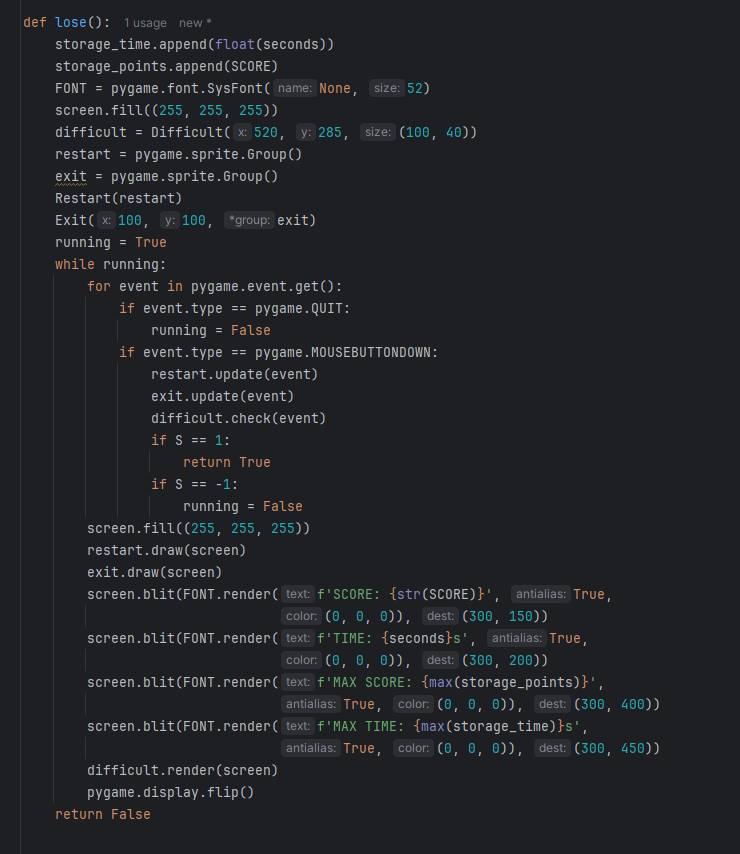 def lose(): 1 usage new *
    storage_time.append(float(seconds))
    storage_points.append(SCORE)
    FONT = pygame.font.SysFont( name: None, size: 52)
    screen.fill((255, 255, 255))
    difficult = Difficult( x: 520, y: 285, size: (100, 40))
    restart = pygame.sprite.Group()
    exit = pygame.sprite.Group()
    Restart(restart)
    Exit( x: 100, y: 100, *group: exit)
    running = True
    while running:
        for event in pygame.event.get():
            if event.type == pygame.QUIT:
                running = False
            if event.type == pygame.MOUSEBUTTONDOWN:
                restart.update(event)
                exit.update(event)
                difficult.check(event)
                if S == 1:
                    return True
                if S == -1:
                    running = False
        screen.fill((255, 255, 255))
        restart.draw(screen)
        exit.draw(screen)
        screen.blit(FONT.render( text: f'SCORE: {str(SCORE)}', antialias: True,
                                color: (0, 0, 0)), dest: (300, 150))
        screen.blit(FONT.render( text: f'TIME: {seconds}s', antialias: True,
                                color: (0, 0, 0)), dest: (300, 200))
        screen.blit(FONT.render( text: f'MAX SCORE: {max(storage_points)}',
                                antialias: True, color: (0, 0, 0)), dest: (300, 400))
        screen.blit(FONT.render( text: f'MAX TIME: {max(storage_time)}s',
                                antialias: True, color: (0, 0, 0)), dest: (300, 450))
        difficult.render(screen)
        pygame.display.flip()
    return False